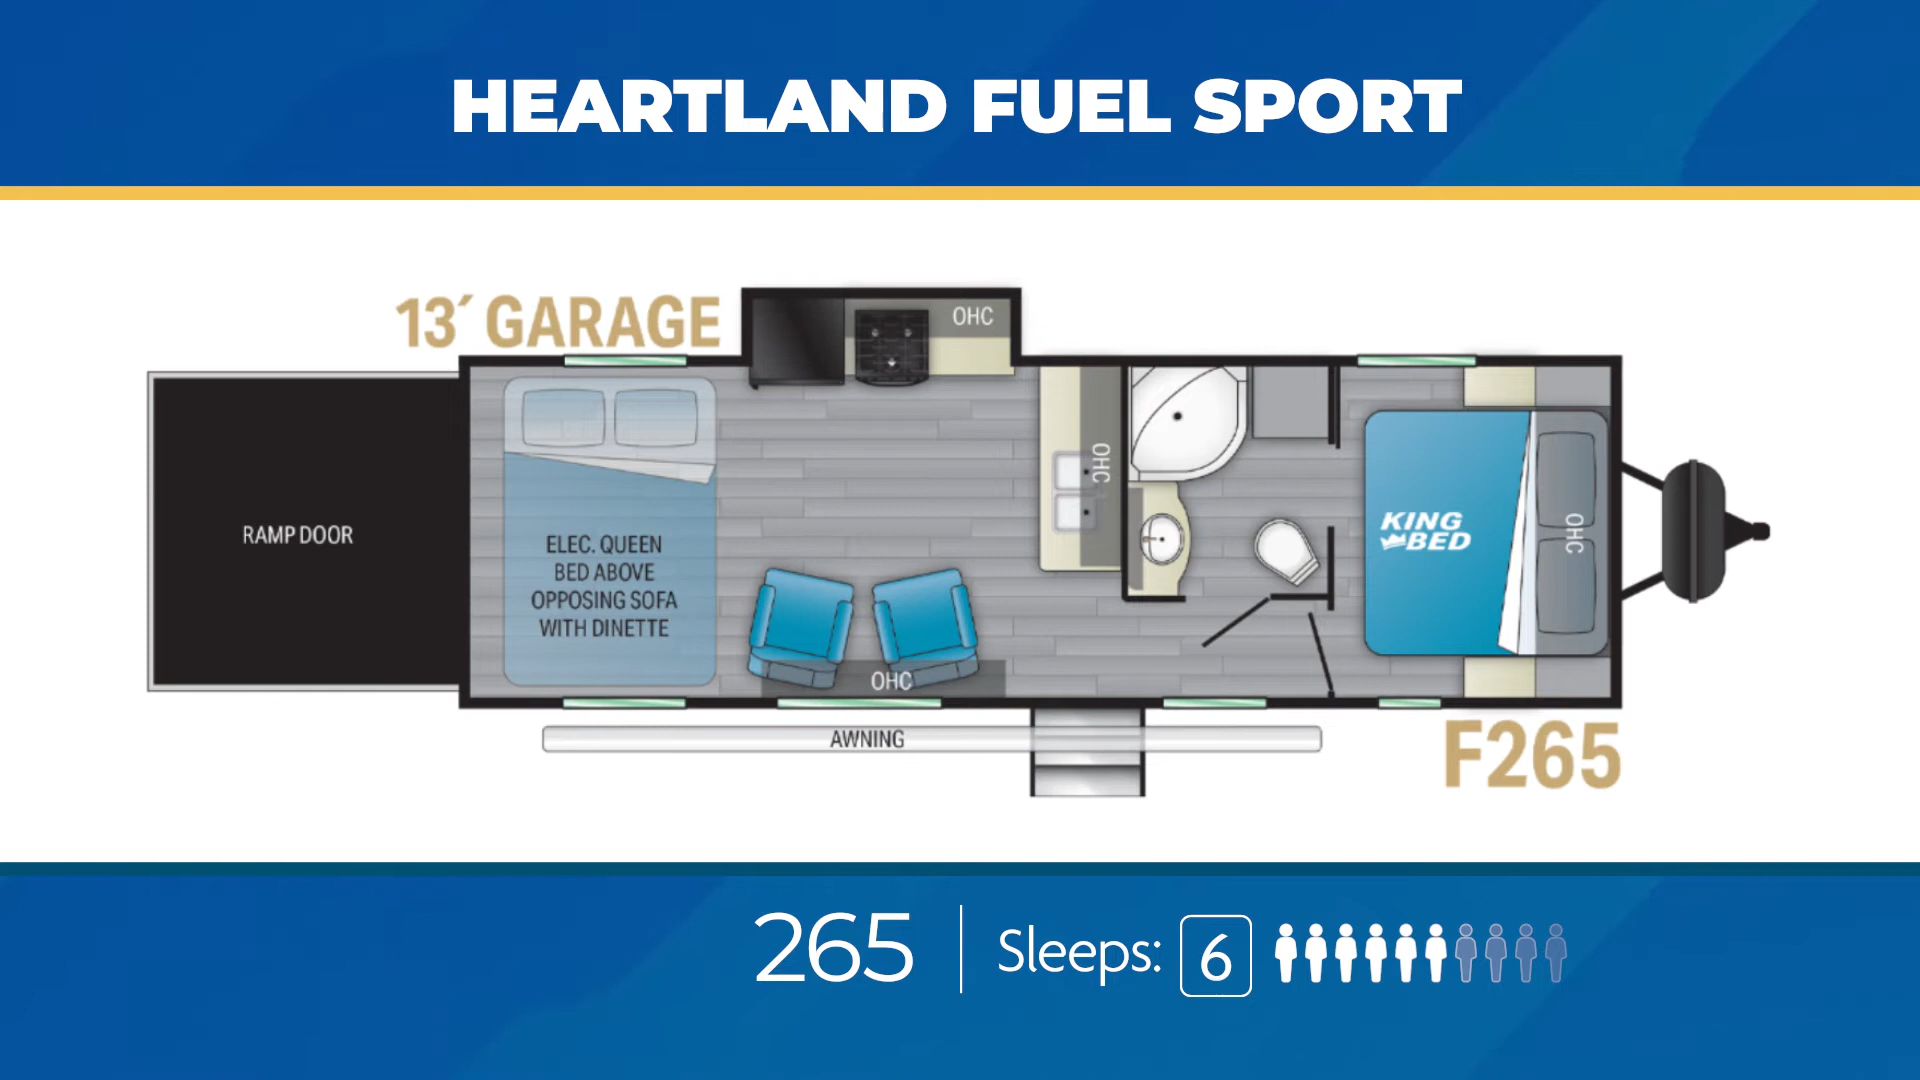 HEARTLAND FUEL SPORT
13´ GARAGE
OHC
RAMP DOOR
ELEC. QUEEN
BED ABOVE
OPPOSING SOFA
WITH DINETTE
OHC
OHC
KING
BED
OHC
AWNING
F265
265
Sleeps: 6